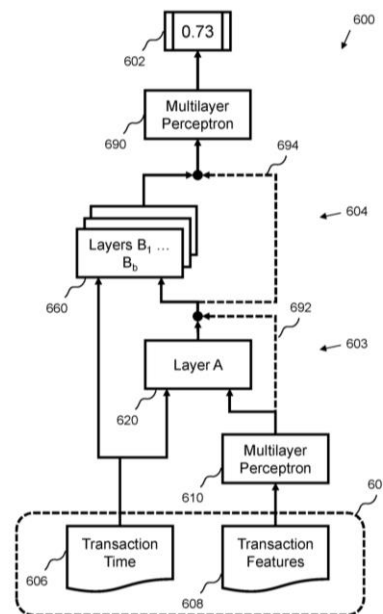 0.73
600
602
Multilayer
Perceptron
690
694
604
Layers B1 ...
Bb
660
692
603
Layer A
620
Multilayer
Perceptron
610
60
Transaction
Time
606
Transaction
Features
608